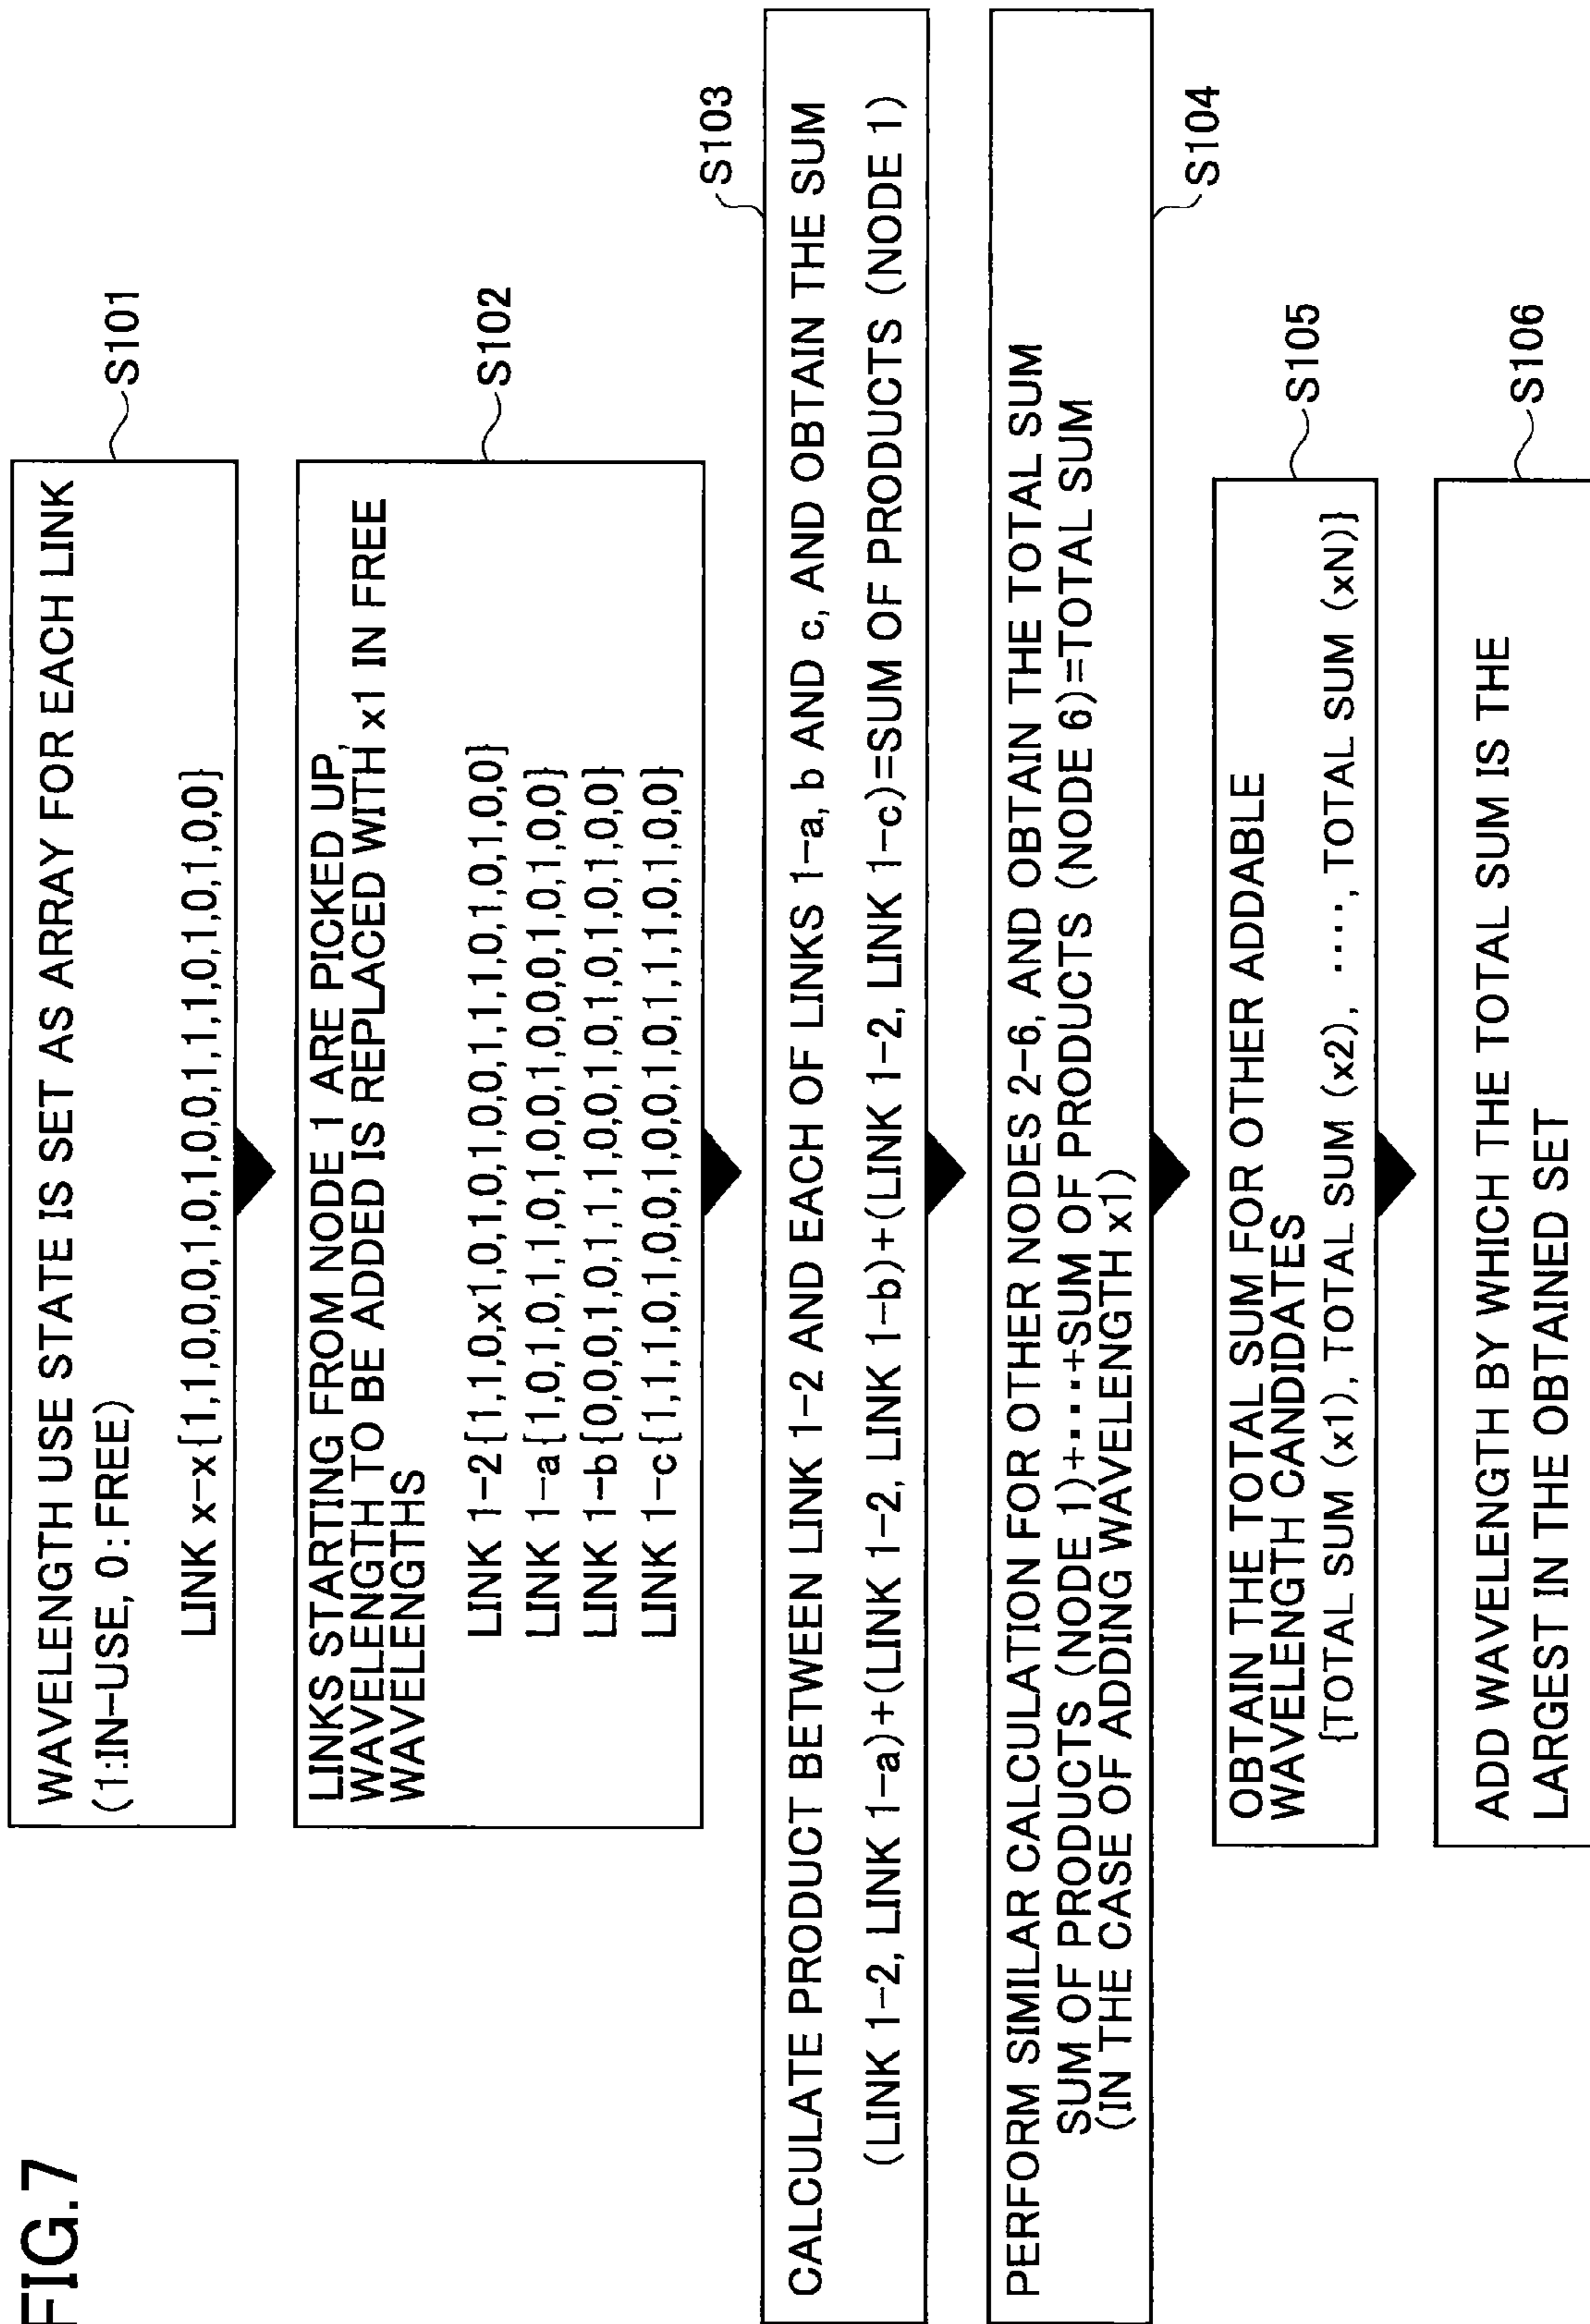 FIG.7
WAVELENGTH USE STATE IS SET AS ARRAY FOR EACH LINK
(1:IN-USE, 0:FREE)
LINK x-x{1,1,0,0,0,1,0,1,0,1,0,0,1,1,1,0,1,0,1,0,0}
S101
LINKS STARTING FROM NODE 1 ARE PICKED UP,
WAVELENGTH TO BE ADDED IS REPLACED WITH x1 IN FREE
WAVELENGTHS
LINK 1-2{1,1,0,x1,0,1,0,1,0,1,0,0,1,1,1,0,1,0,1,0,0}
LINK 1-a{1,0,1,0,1,1,0,1,0,0,1,0,0,0,1,0,1,0,0}
LINK 1-b{0,0,0,1,0,1,1,1,0,0,1,0,1,0,1,0,1,0,0}
LINK 1-c{1,1,1,0,1,0,0,1,0,0,1,0,1,1,1,0,1,0,0}
S102
CALCULATE PRODUCT BETWEEN LINK 1-2 AND EACH OF LINKS 1-a, b AND c, AND OBTAIN THE SUM
(LINK 1-2, LINK 1-a)+(LINK 1-2, LINK 1-b)+(LINK 1-2, LINK 1-c)=SUM OF PRODUCTS (NODE 1)
S103
PERFORM SIMILAR CALCULATION FOR OTHER NODES 2-6, AND OBTAIN THE TOTAL SUM
SUM OF PRODUCTS (NODE 1)+････+SUM OF PRODUCTS (NODE 6)=TOTAL SUM
(IN THE CASE OF ADDING WAVELENGTH x1)
S104
OBTAIN THE TOTAL SUM FOR OTHER ADDABLE
WAVELENGTH CANDIDATES
{TOTAL SUM (x1), TOTAL SUM (x2), ････, TOTAL SUM (xN)}
S105
ADD WAVELENGTH BY WHICH THE TOTAL SUM IS THE
LARGEST IN THE OBTAINED SET
S106